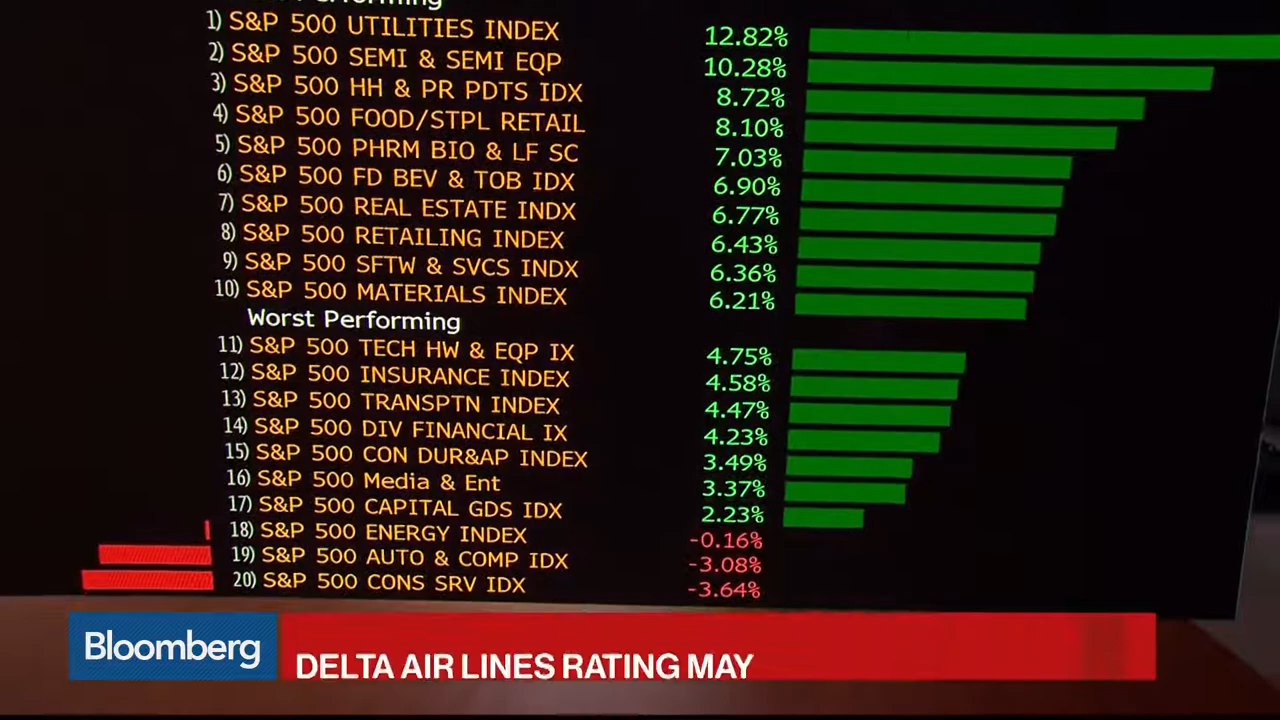 Performing
1) S&P 500 UTILITIES INDEX 12.82%
2) S&P 500 SEMI & SEMI EQP 10.28%
3) S&P 500 HH & PR PDTS IDX 8.72%
4) S&P 500 FOOD/STPL RETAIL 8.10%
5) S&P 500 PHRM BIO & LF SC 7.03%
6) S&P 500 FD BEV & TOB IDX 6.90%
7) S&P 500 REAL ESTATE INDX 6.77%
8) S&P 500 RETAILING INDEX 6.43%
9) S&P 500 SFTW & SVCS INDX 6.36%
10) S&P 500 MATERIALS INDEX 6.21%
Worst Performing
11) S&P 500 TECH HW & EQP IX 4.75%
12) S&P 500 INSURANCE INDEX 4.58%
13) S&P 500 TRANSPTN INDEX 4.47%
14) S&P 500 DIV FINANCIAL IX 4.23%
15) S&P 500 CON DUR&AP INDEX 3.49%
16) S&P 500 Media & Ent 3.37%
17) S&P 500 CAPITAL GDS IDX 2.23%
18) S&P 500 ENERGY INDEX -0.16%
19) S&P 500 AUTO & COMP IDX -3.08%
20) S&P 500 CONS SRV IDX -3.64%
Bloomberg
DELTA AIR LINES RATING MAY